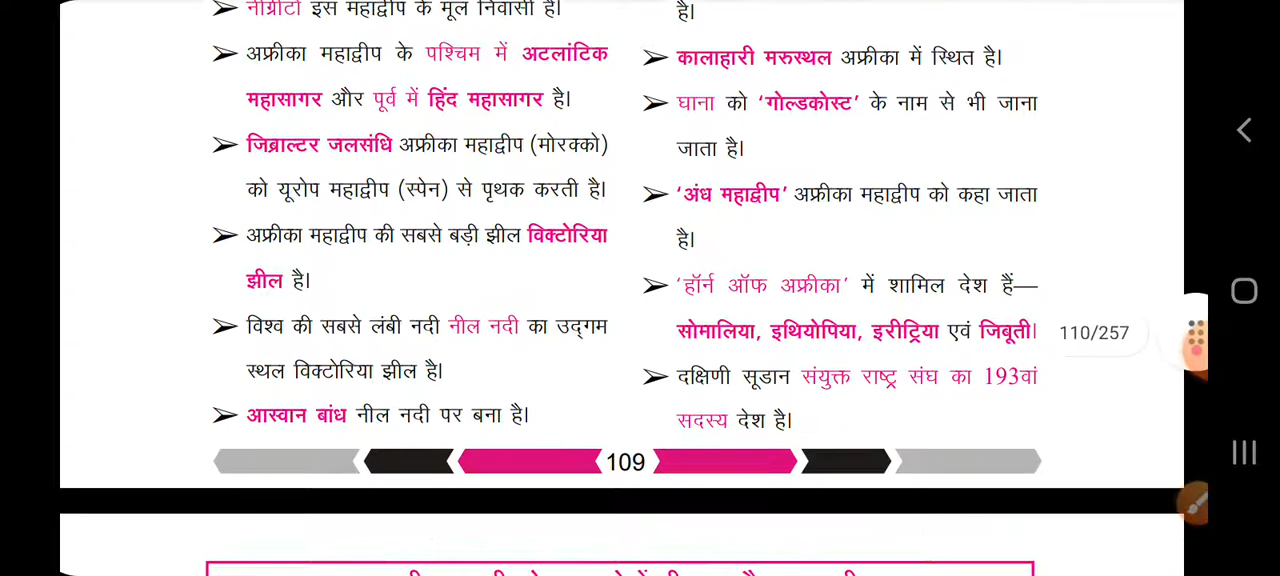 ➢ नीग्रीटो इस महाद्वीप के मूल निवासी हैं।
➢ अफ्रीका महाद्वीप के पश्चिम में अटलांटिक
महासागर और पूर्व में हिंद महासागर है।
➢ जिब्राल्टर जलसंधि अफ्रीका महाद्वीप (मोरक्को)
को यूरोप महाद्वीप (स्पेन) से पृथक करती है।
➢ अफ्रीका महाद्वीप की सबसे बड़ी झील विक्टोरिया
झील है।
➢ विश्व की सबसे लंबी नदी नील नदी का उद्गम
स्थल विक्टोरिया झील है।
➢ आस्वान बांध नील नदी पर बना है।
है।
➢ कालाहारी मरुस्थल अफ्रीका में स्थित है।
➢ घाना को ‘गोल्डकोस्ट’ के नाम से भी जाना
जाता है।
➢ ‘अंध महाद्वीप’ अफ्रीका महाद्वीप को कहा जाता
है।
➢ ‘हॉर्न ऑफ अफ्रीका’ में शामिल देश हैं—
सोमालिया, इथियोपिया, इरीट्रिया एवं जिबूती।
➢ दक्षिणी सूडान संयुक्त राष्ट्र संघ का 193वां
सदस्य देश है।
109
110/257